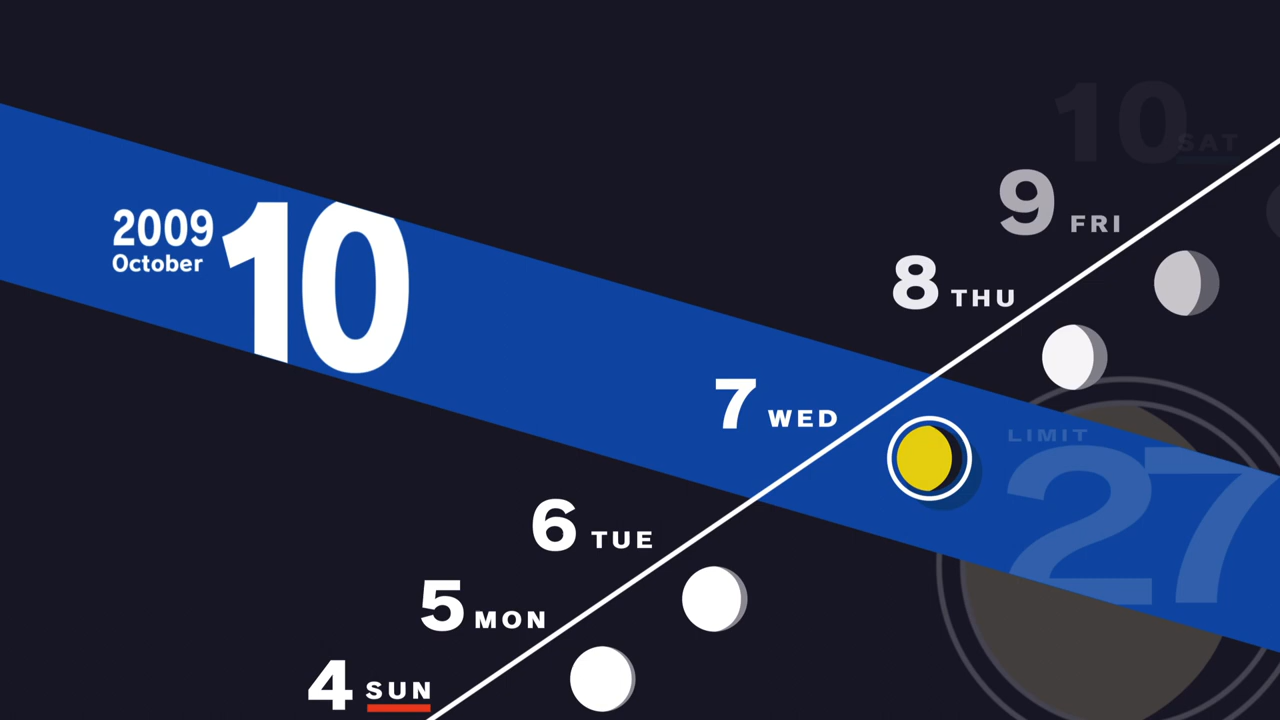 2009
October
10
10 SAT
9 FRI
8 THU
7 WED
LIMIT
27
6 TUE
5 MON
4 SUN